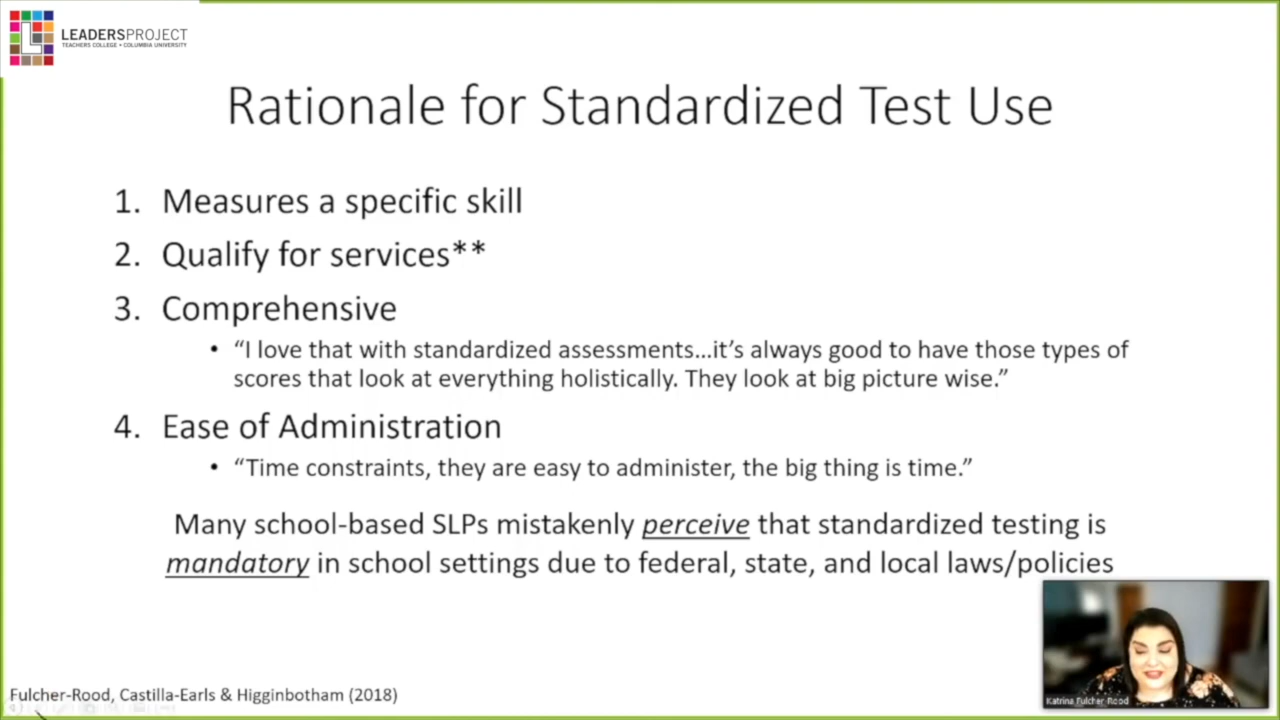 LEADERSPROJECT
TEACHERS COLLEGE • COLUMBIA UNIVERSITY
Rationale for Standardized Test Use
1. Measures a specific skill
2. Qualify for services**
3. Comprehensive
• “I love that with standardized assessments...it’s always good to have those types of
scores that look at everything holistically. They look at big picture wise.”
4. Ease of Administration
• “Time constraints, they are easy to administer, the big thing is time.”
Many school-based SLPs mistakenly perceive that standardized testing is
mandatory in school settings due to federal, state, and local laws/policies
Katrina Fulcher-Rood
Fulcher-Rood, Castilla-Earls & Higginbotham (2018)